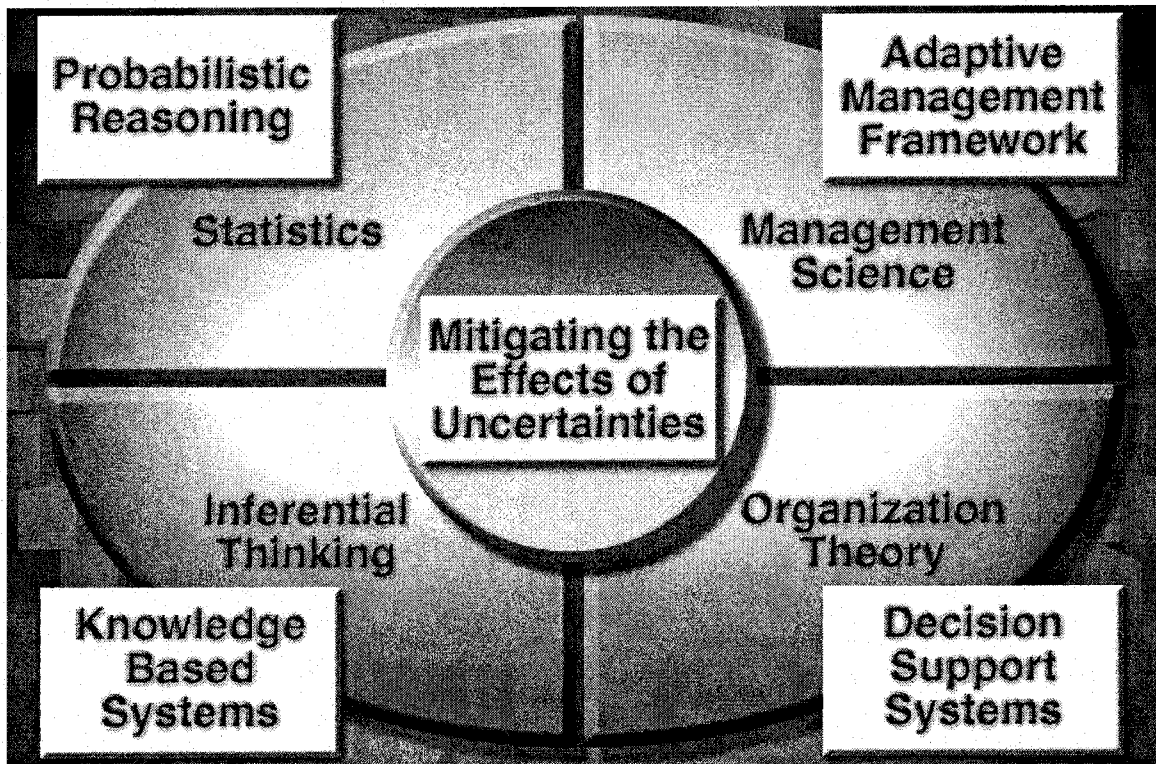 Probabilistic
Reasoning
Adaptive
Management
Framework
Statistics
Management
Science
Mitigating the
Effects of
Uncertainties
Inferential
Thinking
Organization
Theory
Knowledge
Based
Systems
Decision
Support
Systems